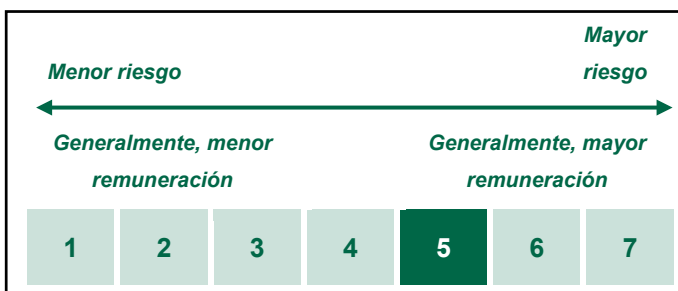 Mayor
Menor riesgo riesgo
Generalmente, menor Generalmente, mayor
remuneración remuneración
1 2 3 4 5 6 7